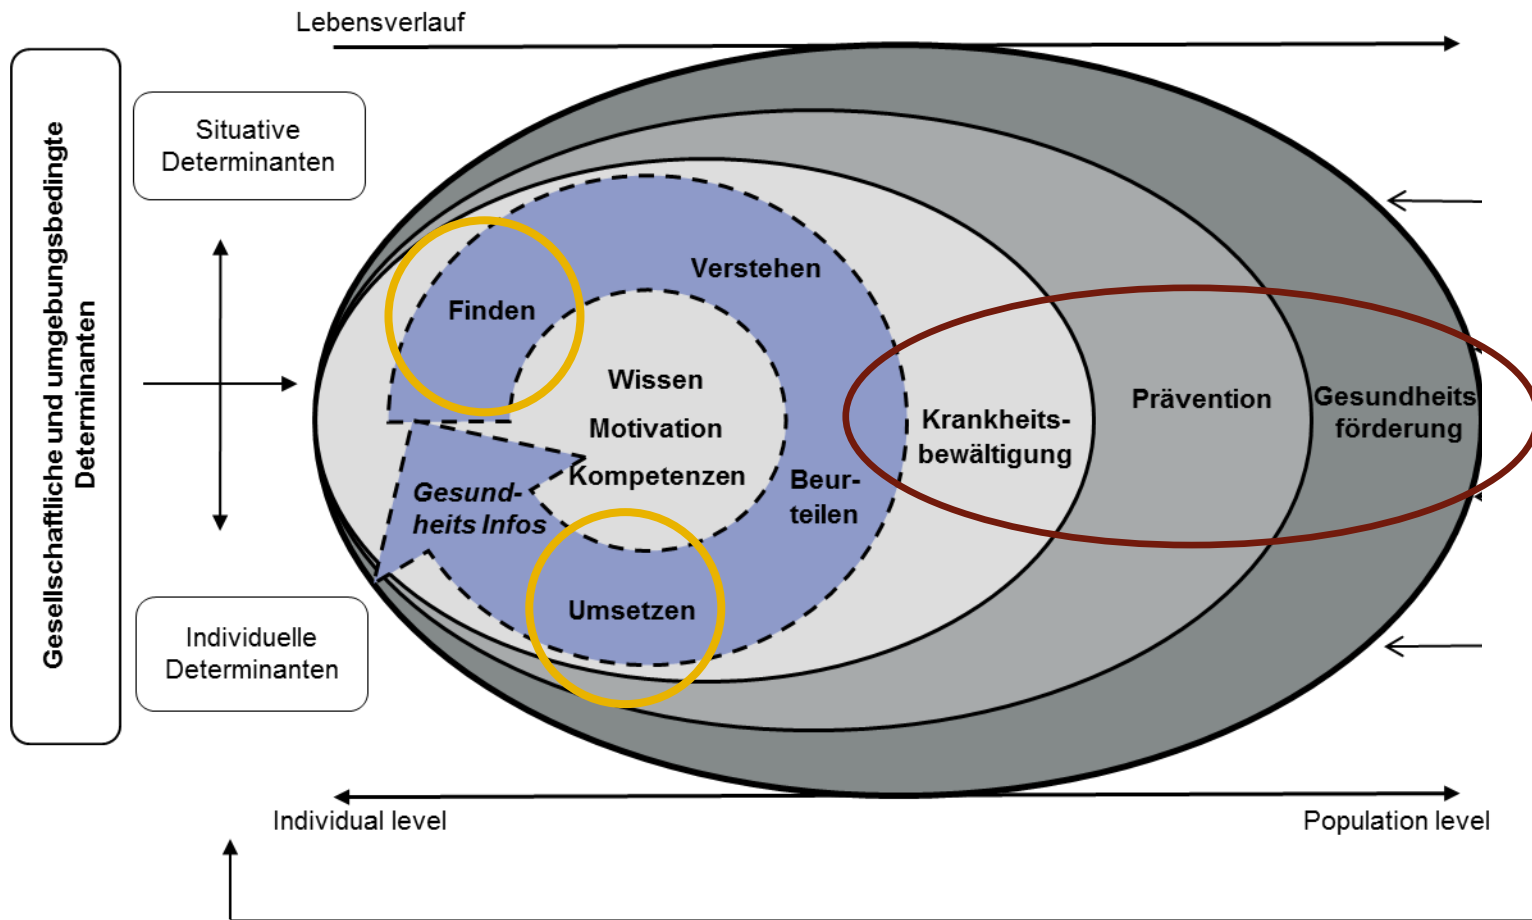 Lebensverlauf
Gesellschaftliche und umgebungsbedingte
Determinanten
Situative
Determinanten
Individuelle
Determinanten
Finden
Verstehen
Wissen
Motivation
Kompetenzen
Gesund-
heits Infos
Beur-
teilen
Umsetzen
Krankheits-
bewältigung
Prävention
Gesundheits
förderung
Individual level
Population level